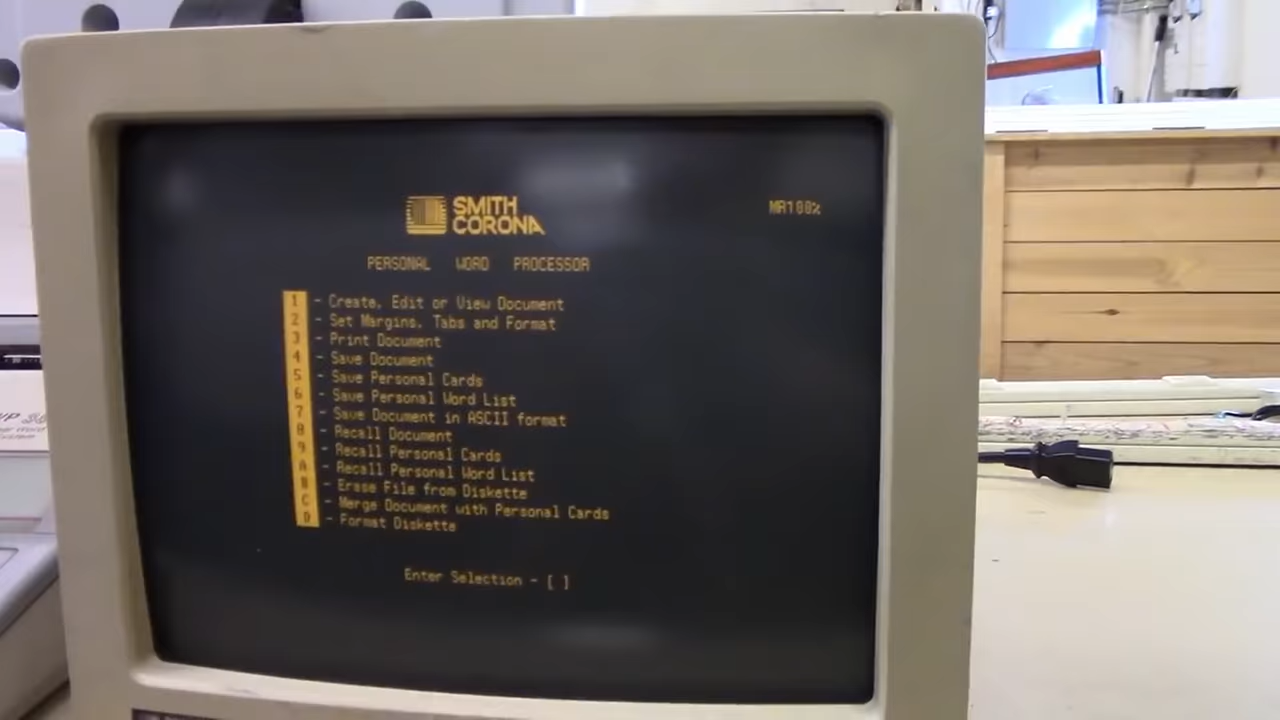 SMITH
CORONA
MA100%
PERSONAL WORD PROCESSOR
1 - Create, Edit or View Document
2 - Set Margins, Tabs and Format
3 - Print Document
4 - Save Document
5 - Save Personal Cards
6 - Save Personal Word List
7 - Save Document in ASCII format
8 - Recall Document
9 - Recall Personal Cards
A - Recall Personal Word List
B - Erase File from Diskette
C - Merge Document with Personal Cards
D - Format Diskette
Enter Selection - [ ]